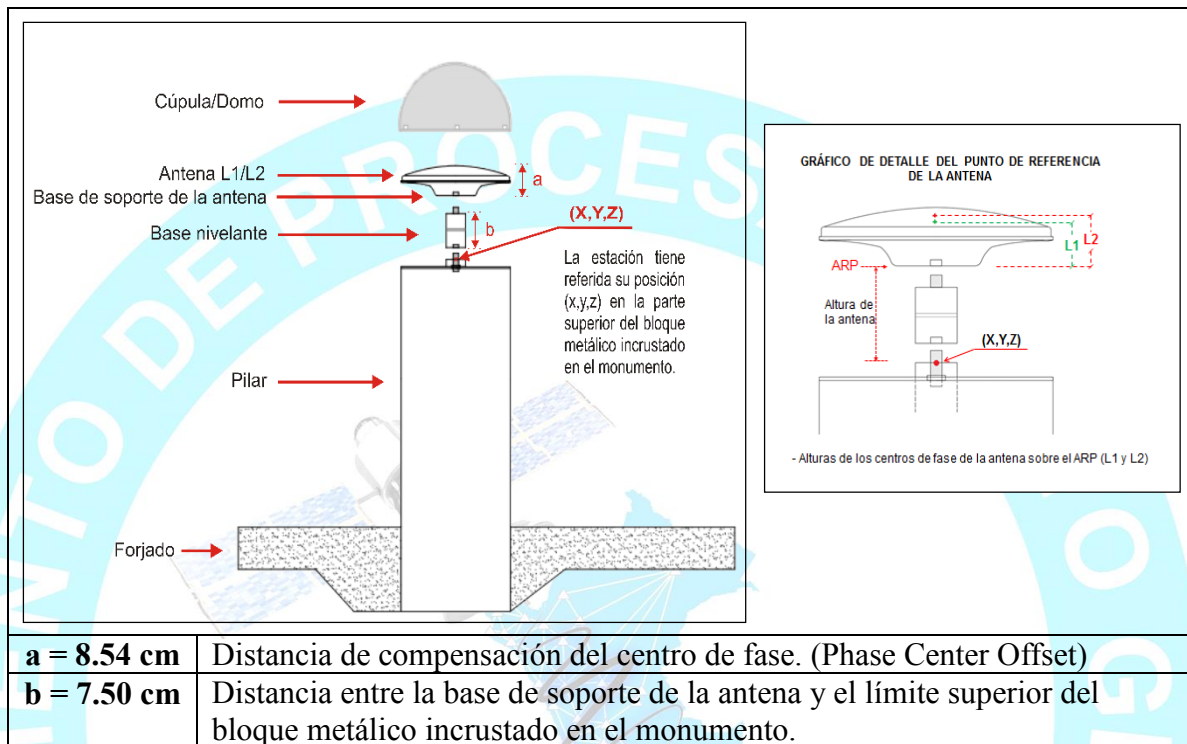 Cúpula/Domo
Antena L1/L2
a
Base de soporte de la antena
Base nivelante
b
(X,Y,Z)
La estación tiene
referida su posición
(x,y,z) en la parte
superior del bloque
metálico incrustado
en el monumento.
Pilar
Forjado
GRÁFICO DE DETALLE DEL PUNTO DE REFERENCIA
DE LA ANTENA
L1
L2
ARP
Altura de
la antena
(X,Y,Z)
- Alturas de los centros de fase de la antena sobre el ARP (L1 y L2)
a = 8.54 cm Distancia de compensación del centro de fase. (Phase Center Offset)
b = 7.50 cm Distancia entre la base de soporte de la antena y el límite superior del
bloque metálico incrustado en el monumento.
DE PROCES